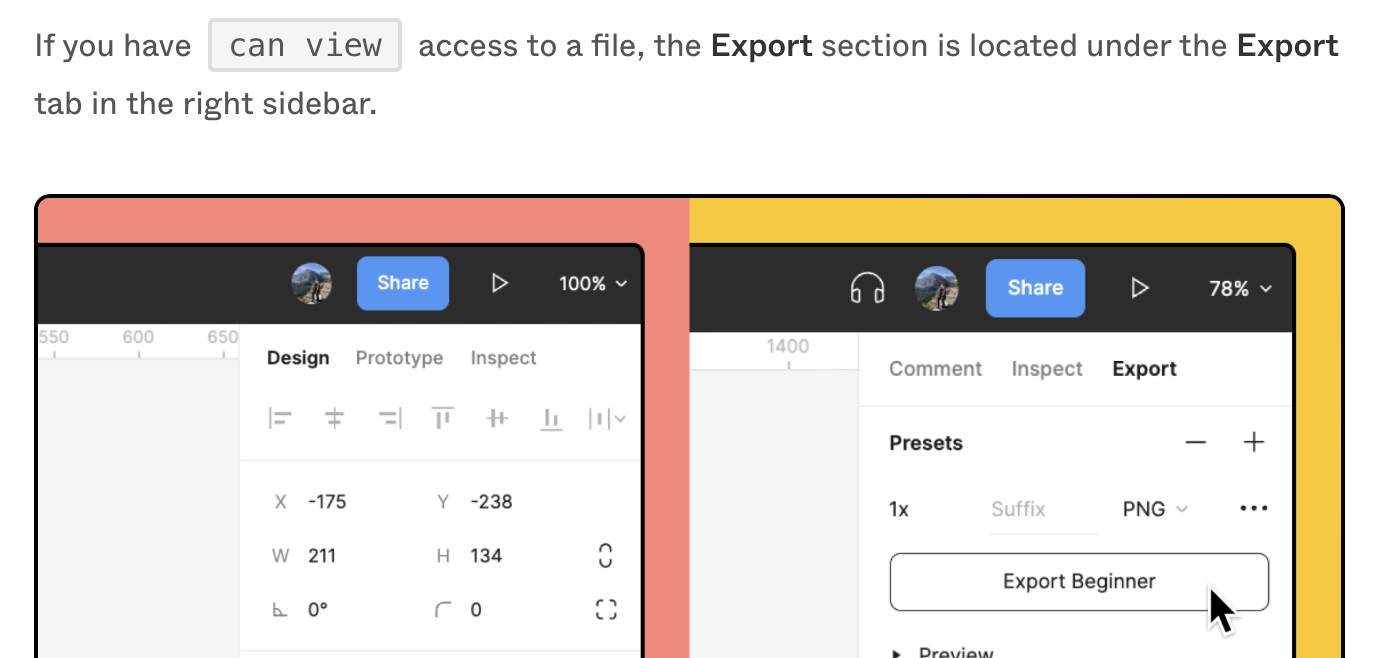 If you have can view access to a file, the Export section is located under the Export
tab in the right sidebar.
Share 100%
550 600 650
Design Prototype Inspect
X -175 Y -238
W 211 H 134
0° 0
Share 78%
1400
Comment Inspect Export
Presets
1x Suffix PNG
Export Beginner
Preview